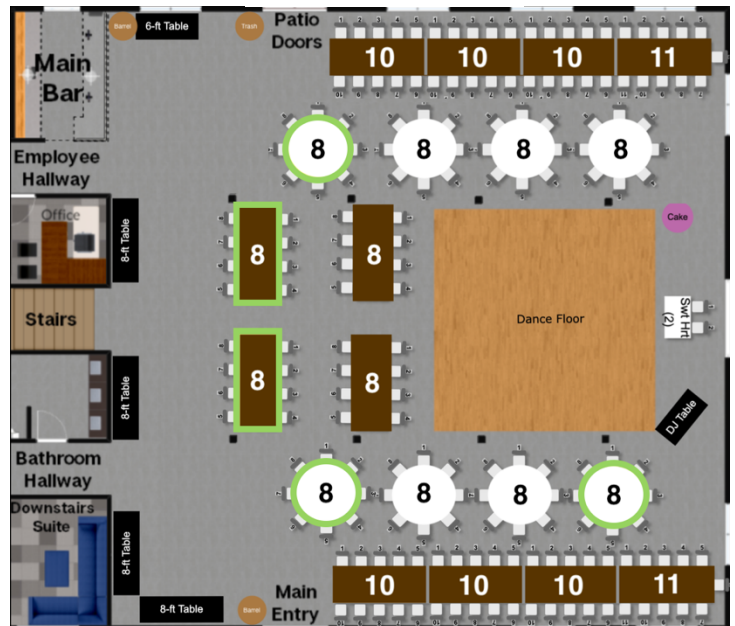 Barrel
6-ft Table
Trash
Patio
Doors
10
10
10
11
Main
Bar
8
8
8
8
Employee
Hallway
Office
8-ft Table
8
8
Cake
Stairs
Swt Hrt
(2)
Dance Floor
8-ft Table
8
8
DJ Table
Bathroom
Hallway
8
8
8
8
Downstairs
Suite
8-ft Table
10
10
10
11
8-ft Table
Barrel
Main
Entry